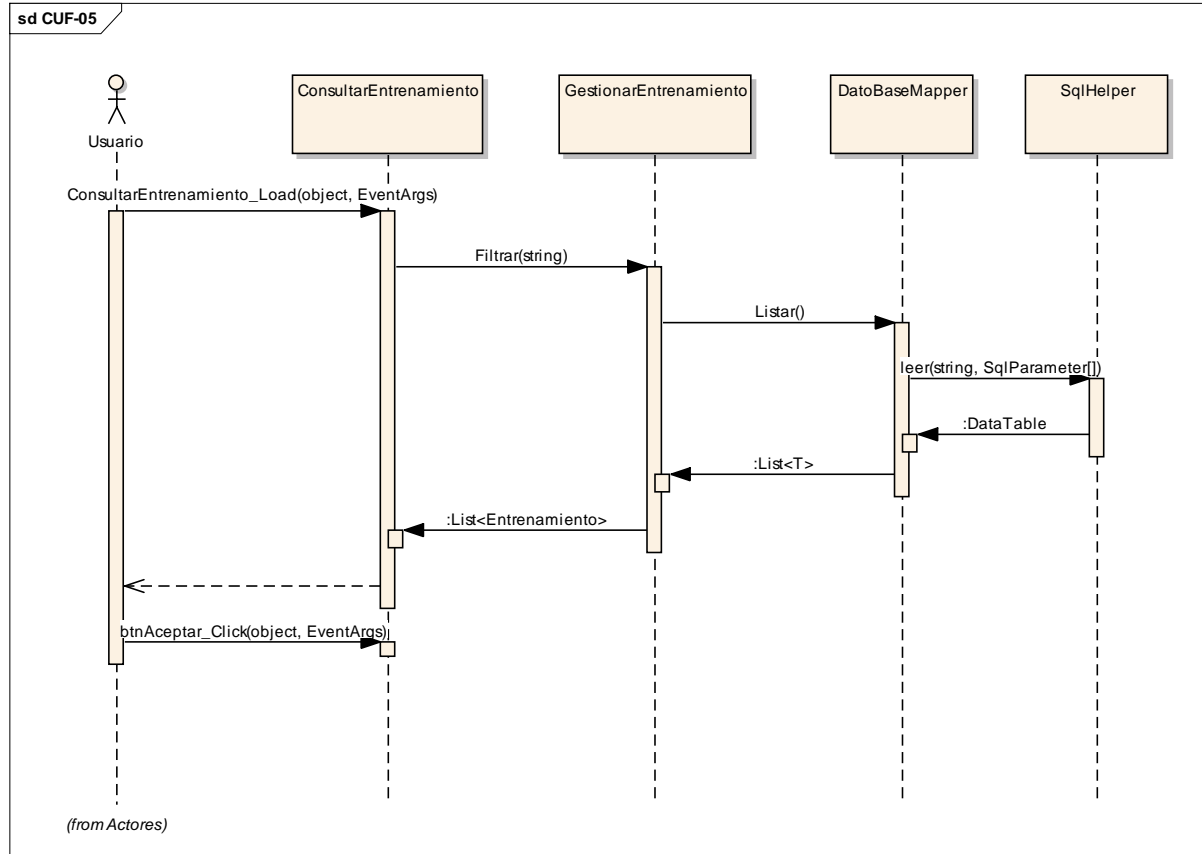 sd CUF-05
Usuario
ConsultarEntrenamiento
GestionarEntrenamiento
DatoBaseMapper
SqlHelper
ConsultarEntrenamiento_Load(object, EventArgs)
Filtrar(string)
Listar()
leer(string, SqlParameter[])
:DataTable
:List<T>
:List<Entrenamiento>
btnAceptar_Click(object, EventArgs)
(from Actores)